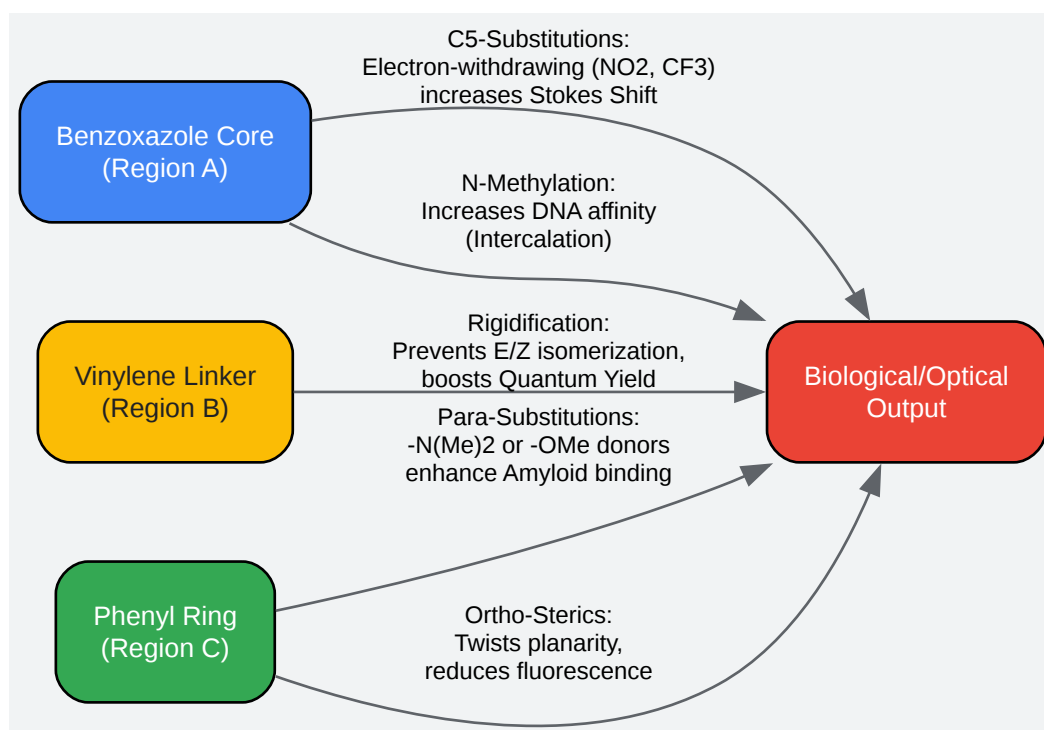 C5-Substitutions:
Electron-withdrawing (NO2, CF3)
increases Stokes Shift
Benzoxazole Core
(Region A)
N-Methylation:
Increases DNA affinity
(Intercalation)
Rigidification:
Prevents E/Z isomerization,
boosts Quantum Yield
Vinylene Linker
(Region B)
Biological/Optical
Output
Para-Substitutions:
-N(Me)2 or -OMe donors
enhance Amyloid binding
Phenyl Ring
(Region C)
Ortho-Sterics:
Twists planarity,
reduces fluorescence